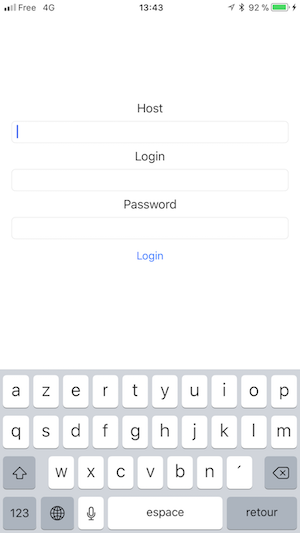 Free 4G 13:43 92 %
Host
Login
Password
Login
a z e r t y u i o p
q s d f g h j k l m
w x c v b n ´
123 espace retour